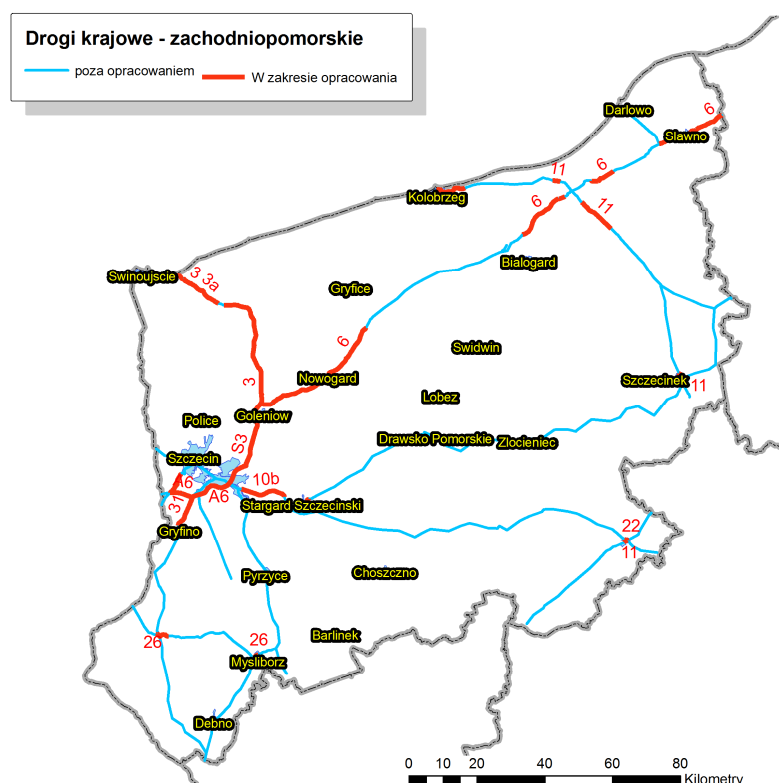 Drogi krajowe - zachodniopomorskie
poza opracowaniem
W zakresie opracowania
Darlowo
6
Slawno
11
6
Kolobrzeg
6
11
Bialogard
Swinoujscie
3 3a
Gryfice
6
Swidwin
3
Nowogard
Szczecinek
11
Lobez
Goleniow
Police
S3
Drawsko Pomorskie
Zlocieniec
Szczecin
A6
A6
10b
31
Stargard Szczecinski
Gryfino
22
11
Pyrzyce
Choszczno
26
26
Barlinek
Mysliborz
Debno
0 10 20 40 60 80
Kilometry